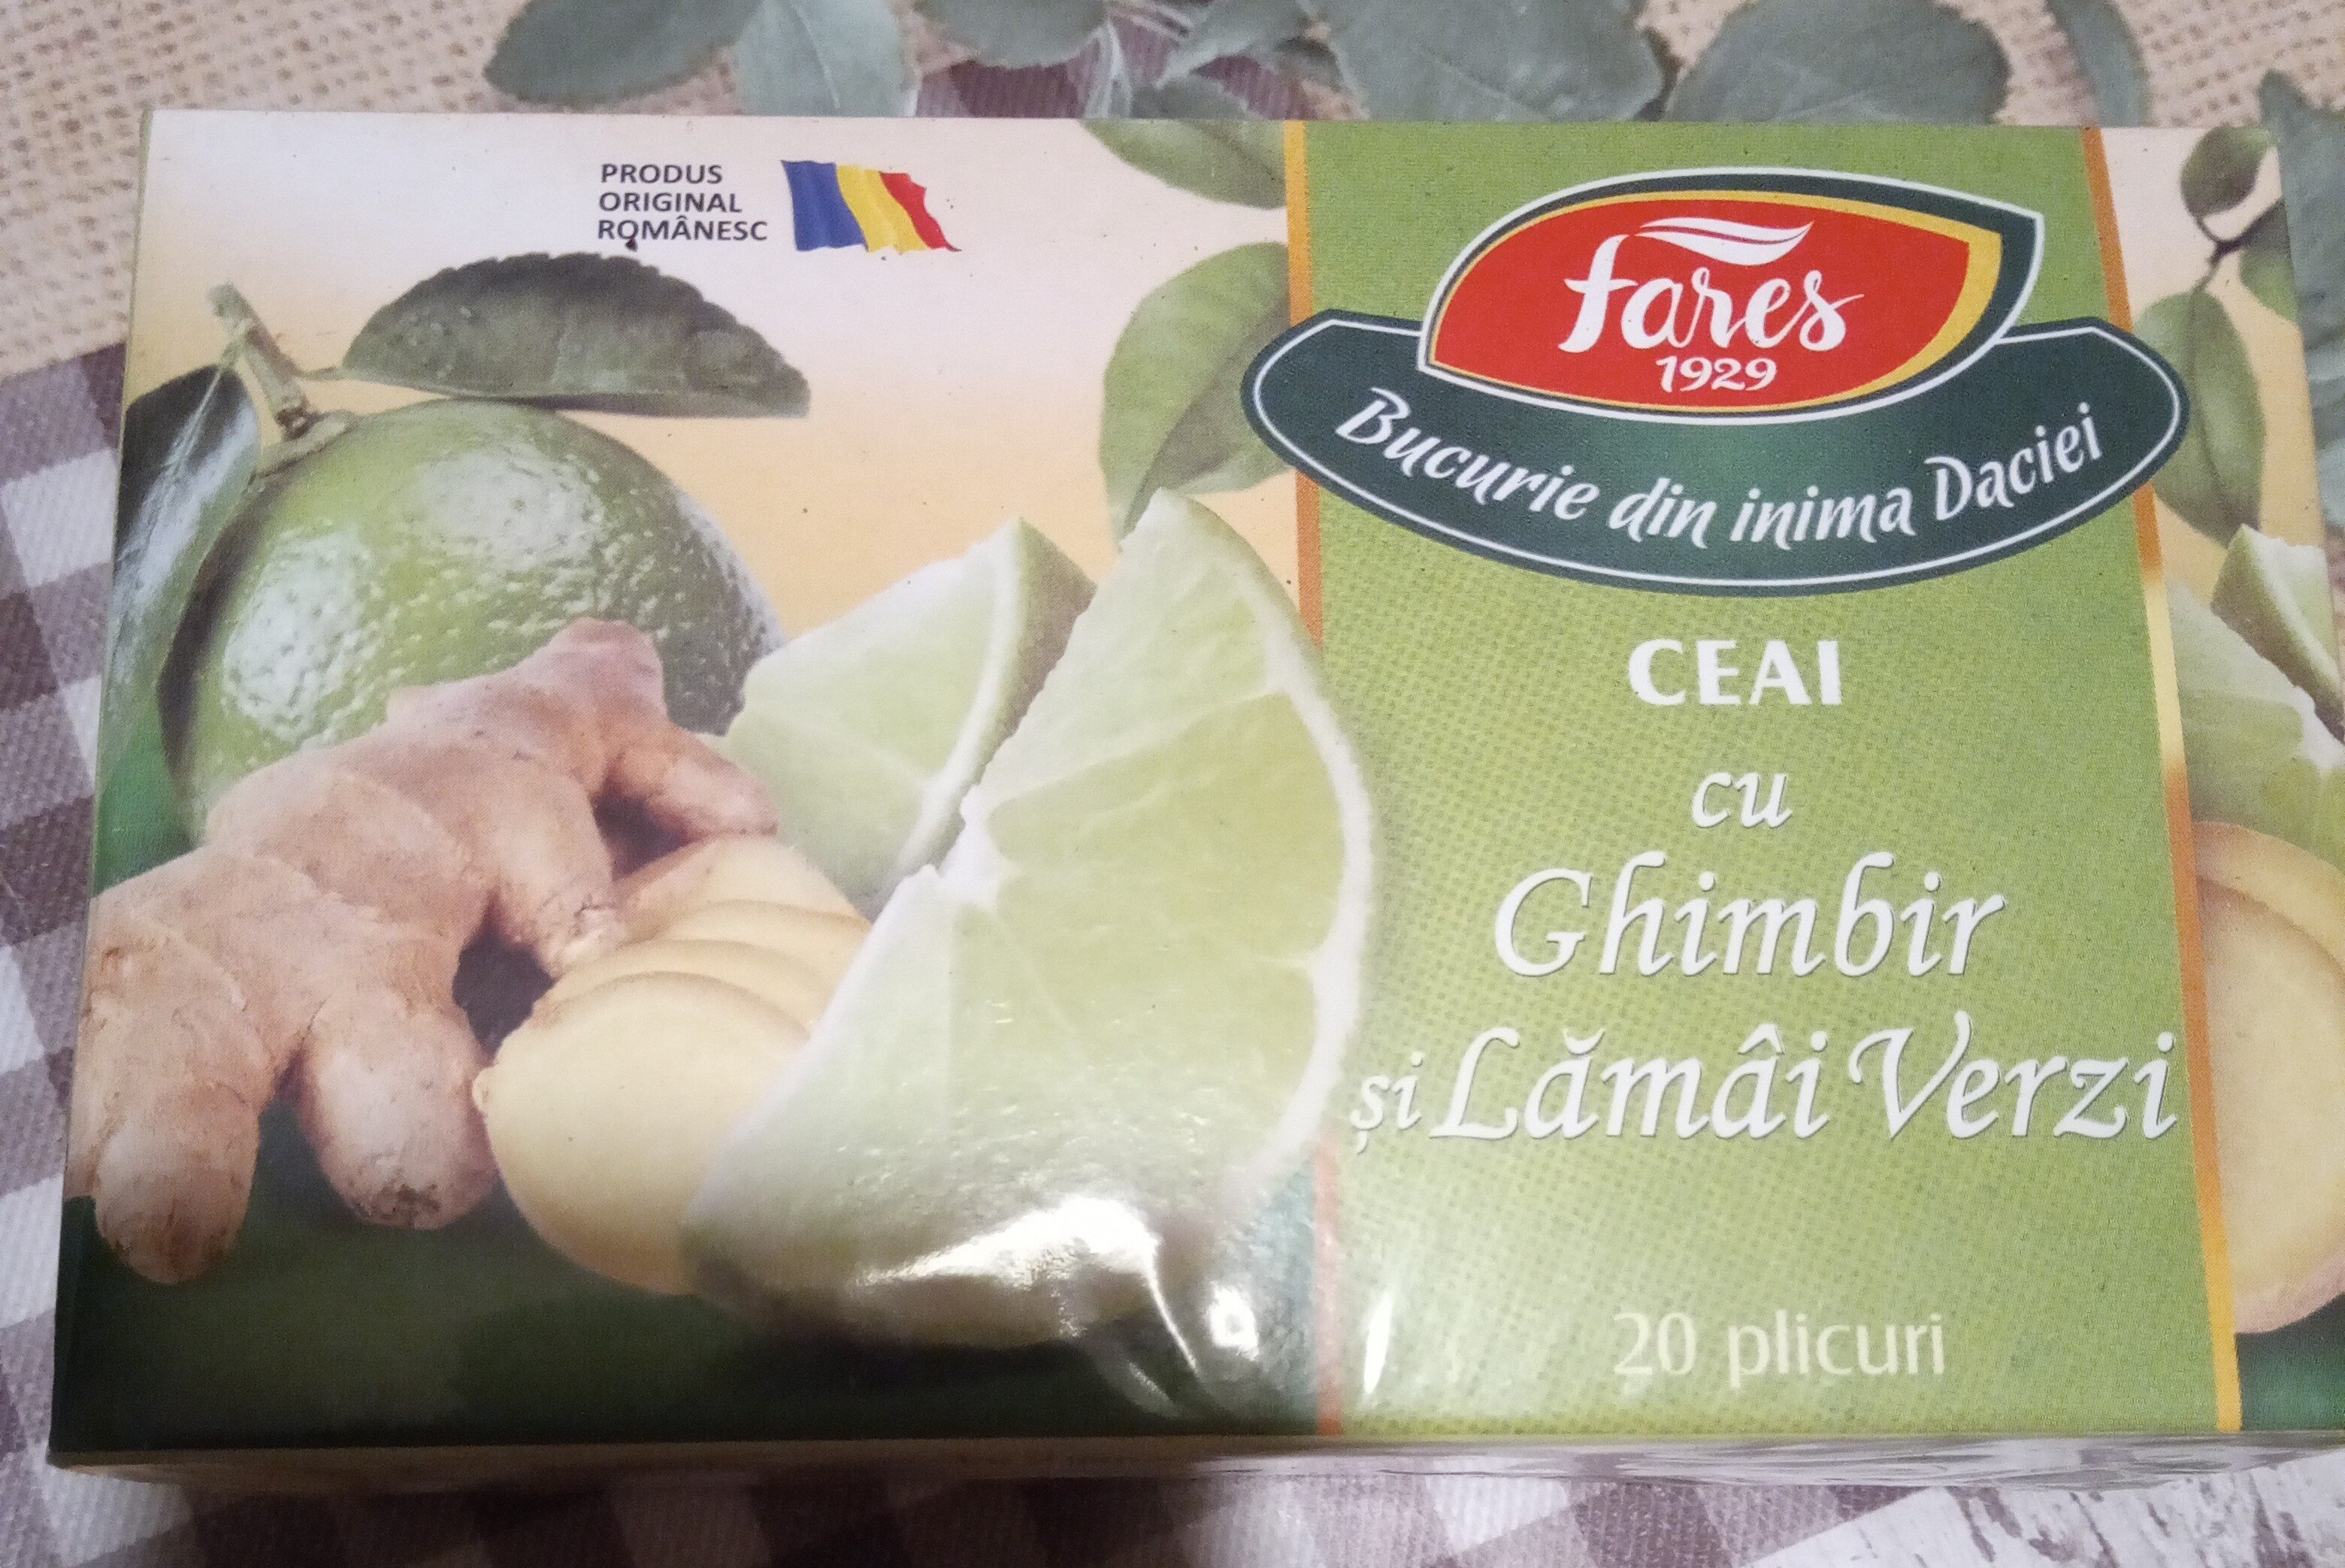 PRODUS
ORIGINAL
ROMÂNESC
fares
1929
Bucurie din inima Daciei
CEAI
cu
Ghimbir
și Lămâi Verzi
20 plicuri